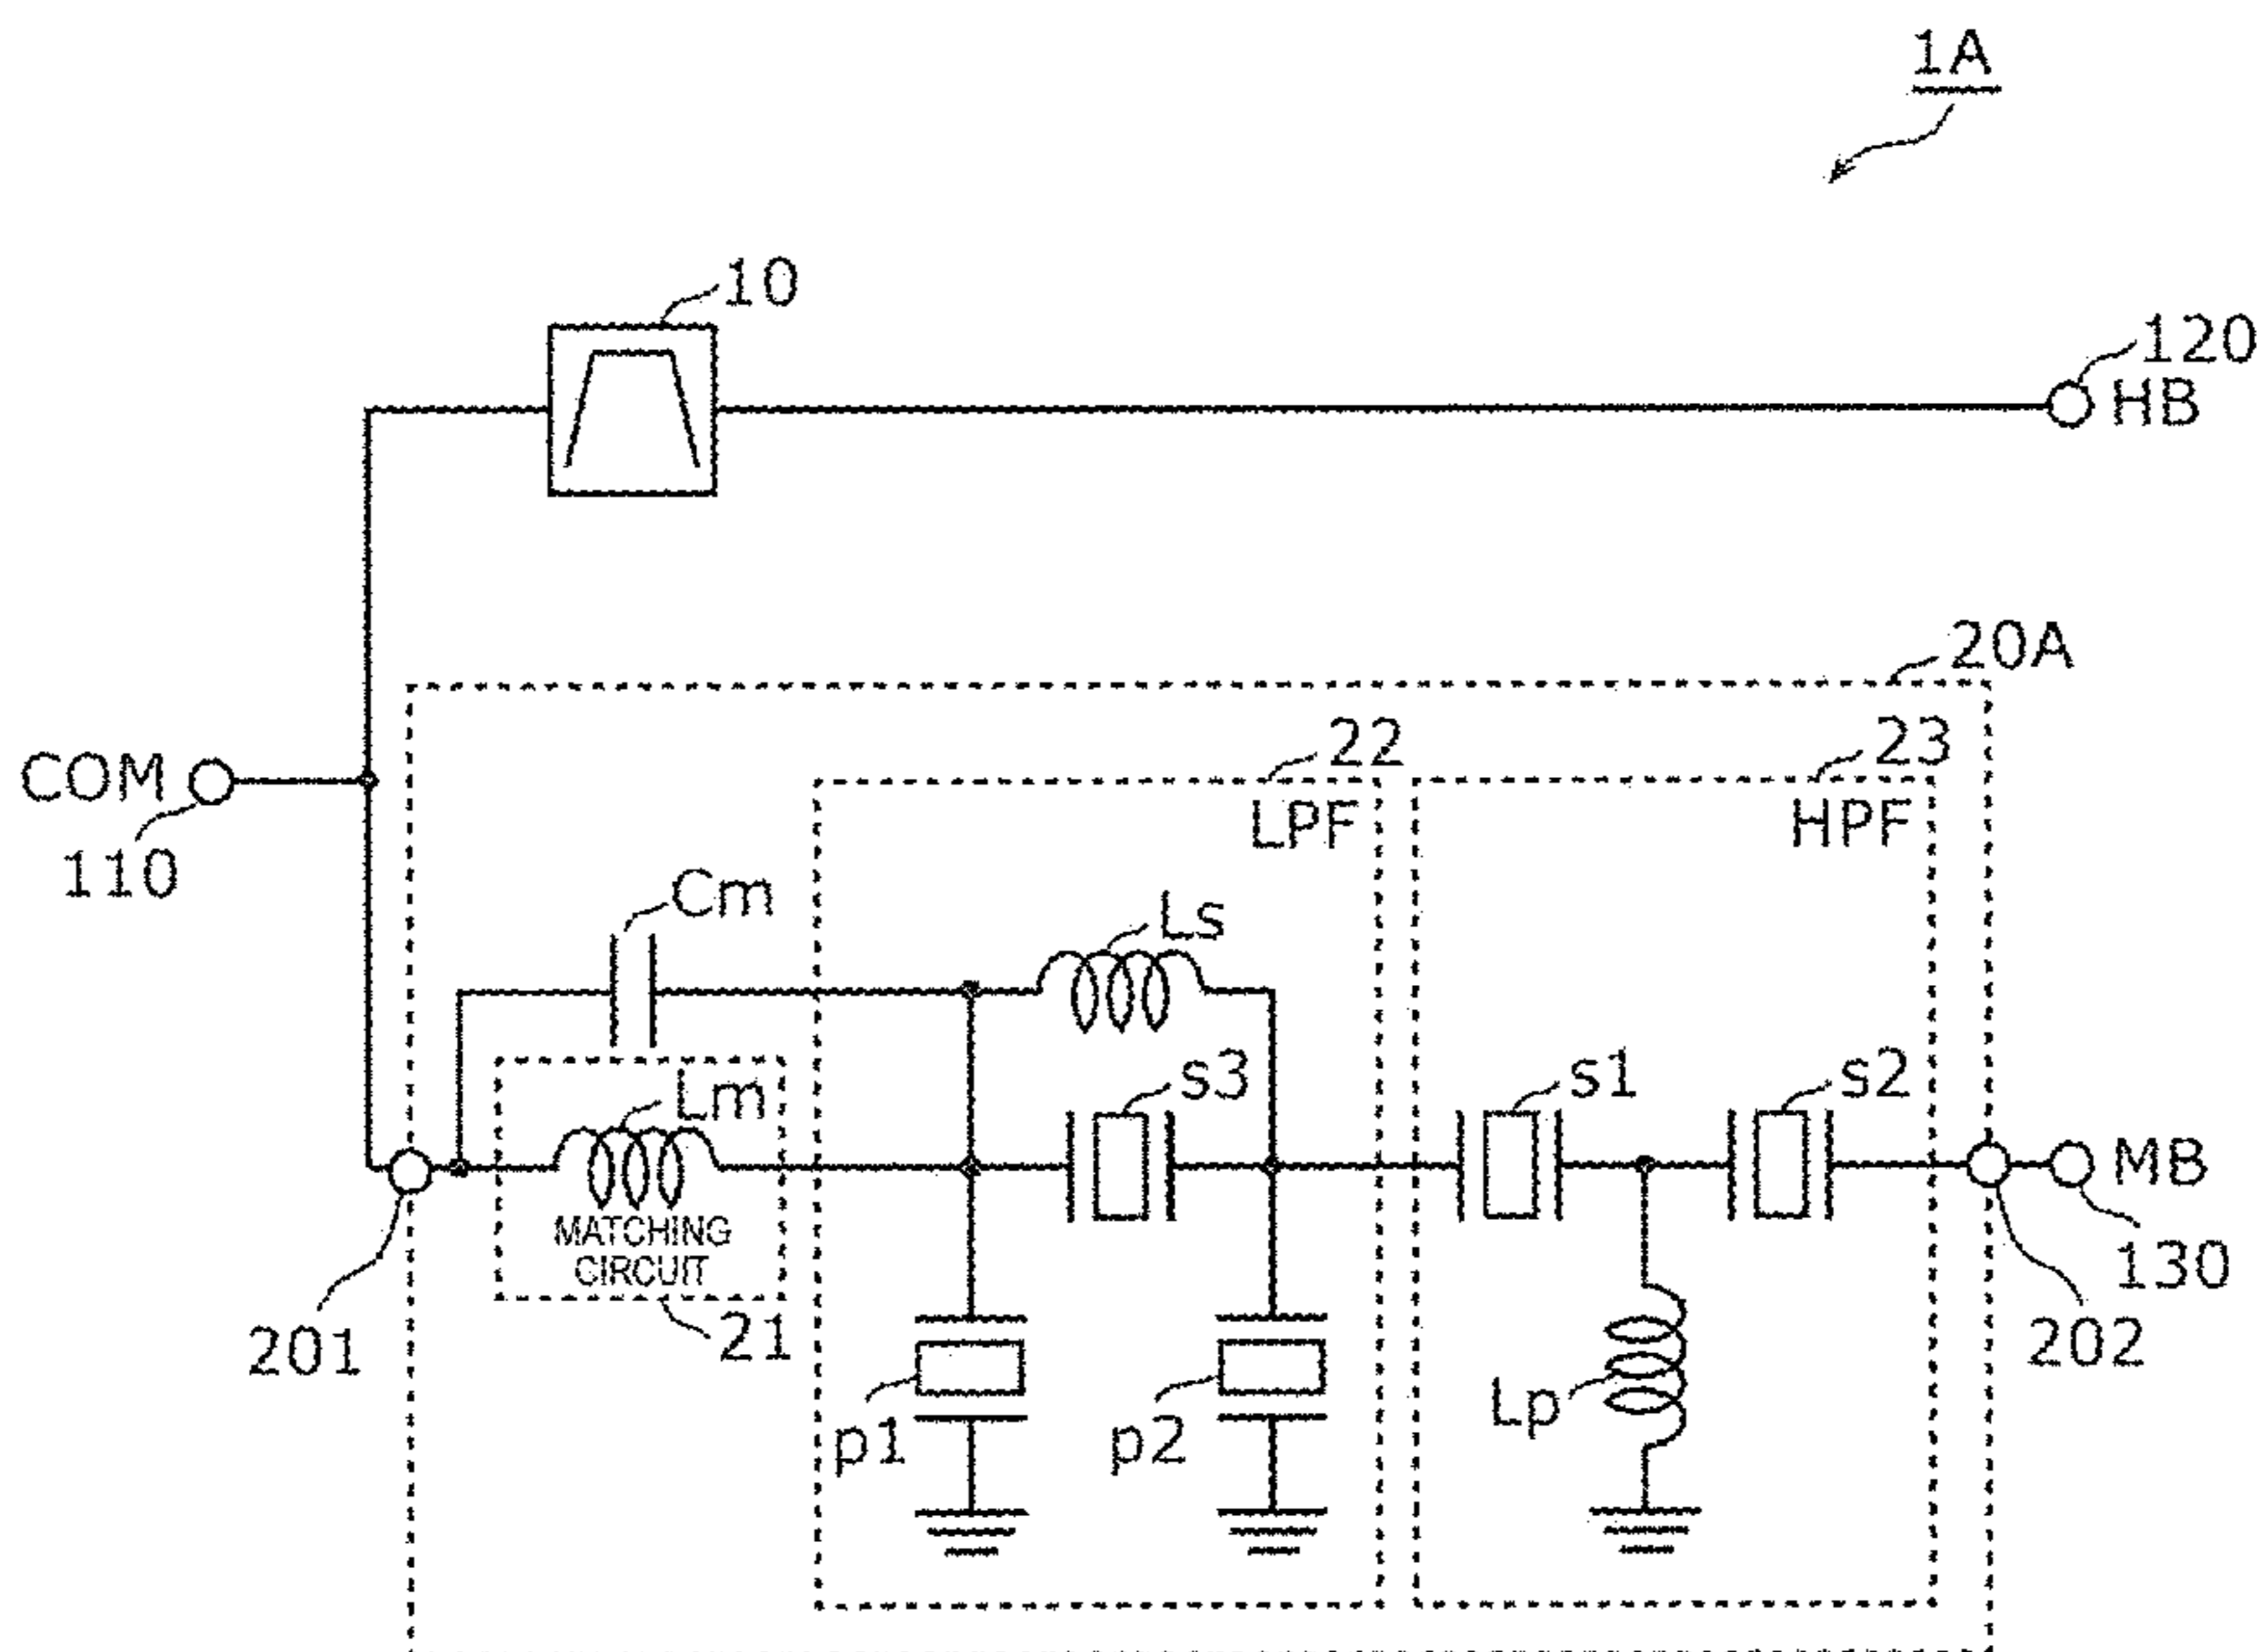 1A
10
120
HB
20A
22
23
COM
LPF
HPF
110
Cm
Ls
Lm
s3
s1
s2
MB
MATCHING
CIRCUIT
130
201
21
202
p1
p2
Lp